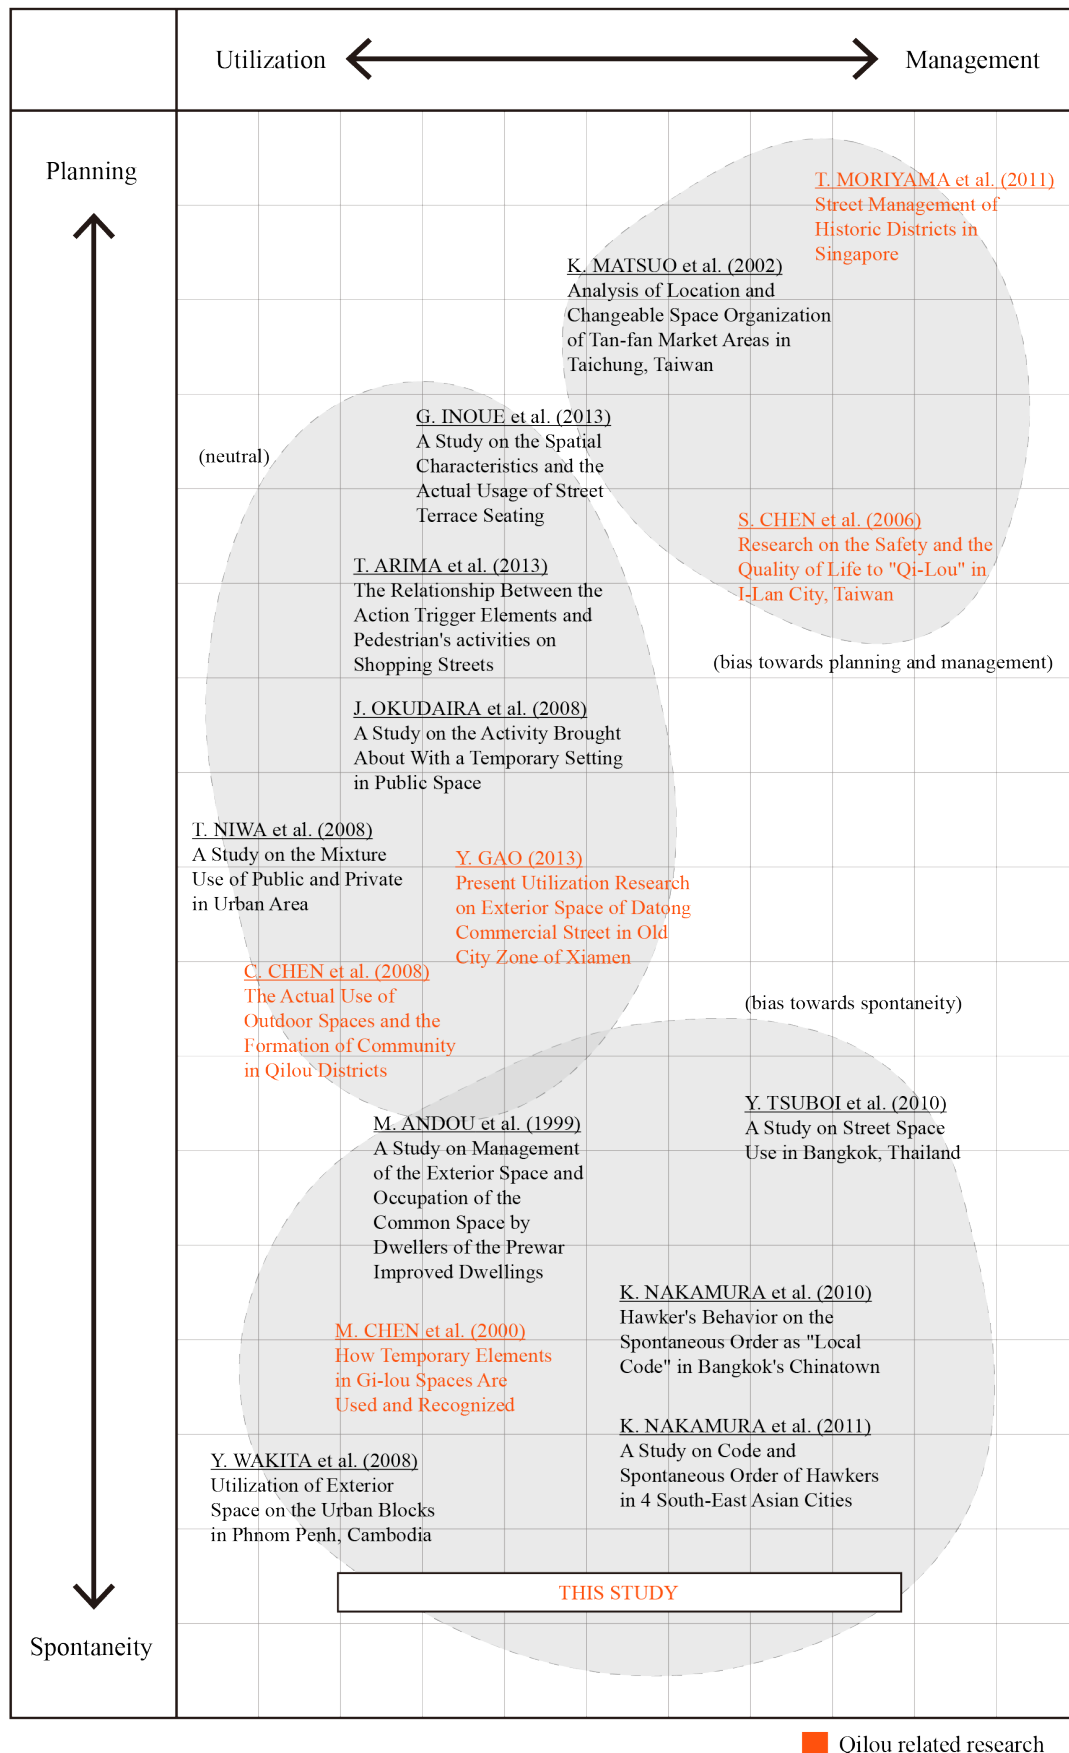 Utilization
Management
Planning
T. MORIYAMA et al. (2011)
Street Management of
Historic Districts in
Singapore
K. MATSUO et al. (2002)
Analysis of Location and
Changeable Space Organization
of Tan-fan Market Areas in
Taichung, Taiwan
G. INOUE et al. (2013)
A Study on the Spatial
Characteristics and the
Actual Usage of Street
Terrace Seating
(neutral)
S. CHEN et al. (2006)
Research on the Safety and the
Quality of Life to "Qi-Lou" in
I-Lan City, Taiwan
T. ARIMA et al. (2013)
The Relationship Between the
Action Trigger Elements and
Pedestrian's activities on
Shopping Streets
(bias towards planning and management)
J. OKUDAIRA et al. (2008)
A Study on the Activity Brought
About With a Temporary Setting
in Public Space
T. NIWA et al. (2008)
A Study on the Mixture
Use of Public and Private
in Urban Area
Y. GAO (2013)
Present Utilization Research
on Exterior Space of Datong
Commercial Street in Old
City Zone of Xiamen
C. CHEN et al. (2008)
The Actual Use of
Outdoor Spaces and the
Formation of Community
in Qilou Districts
(bias towards spontaneity)
Y. TSUBOI et al. (2010)
A Study on Street Space
Use in Bangkok, Thailand
M. ANDOU et al. (1999)
A Study on Management
of the Exterior Space and
Occupation of the
Common Space by
Dwellers of the Prewar
Improved Dwellings
K. NAKAMURA et al. (2010)
Hawker's Behavior on the
Spontaneous Order as "Local
Code" in Bangkok's Chinatown
M. CHEN et al. (2000)
How Temporary Elements
in Gi-lou Spaces Are
Used and Recognized
K. NAKAMURA et al. (2011)
A Study on Code and
Spontaneous Order of Hawkers
in 4 South-East Asian Cities
Y. WAKITA et al. (2008)
Utilization of Exterior
Space on the Urban Blocks
in Phnom Penh, Cambodia
THIS STUDY
Spontaneity
Qilou related research